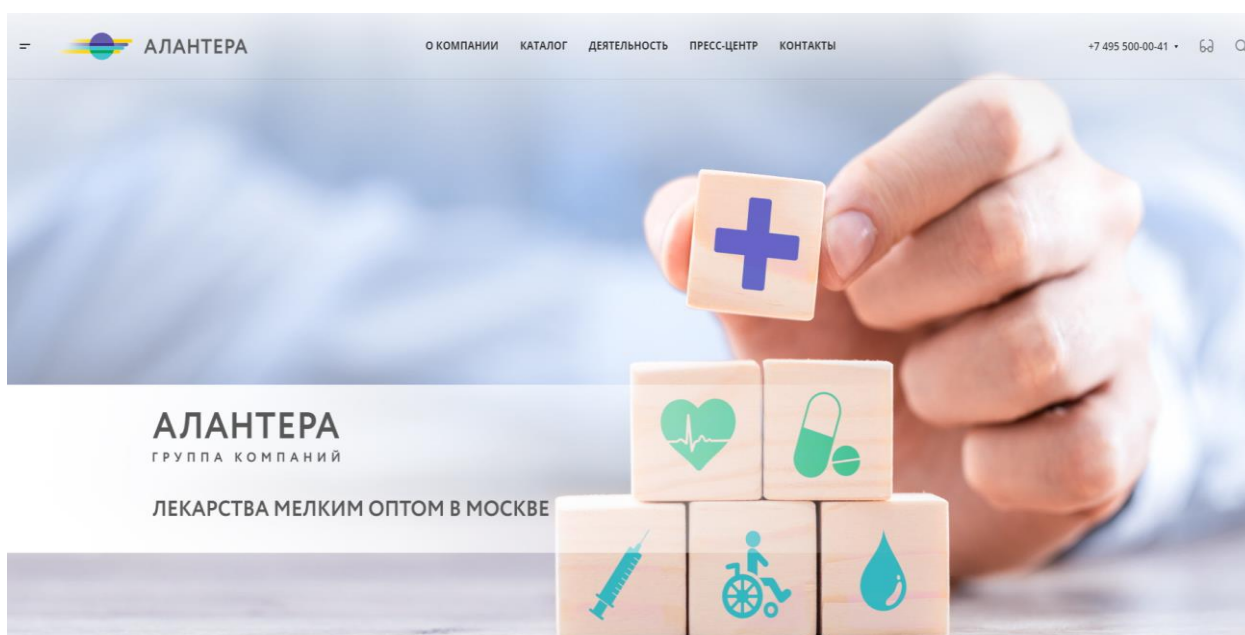 АЛАНТЕРА
О КОМПАНИИ КАТАЛОГ ДЕЯТЕЛЬНОСТЬ ПРЕСС-ЦЕНТР КОНТАКТЫ
+7 495 500-00-41
АЛАНТЕРА
ГРУППА КОМПАНИЙ
ЛЕКАРСТВА МЕЛКИМ ОПТОМ В МОСКВЕ